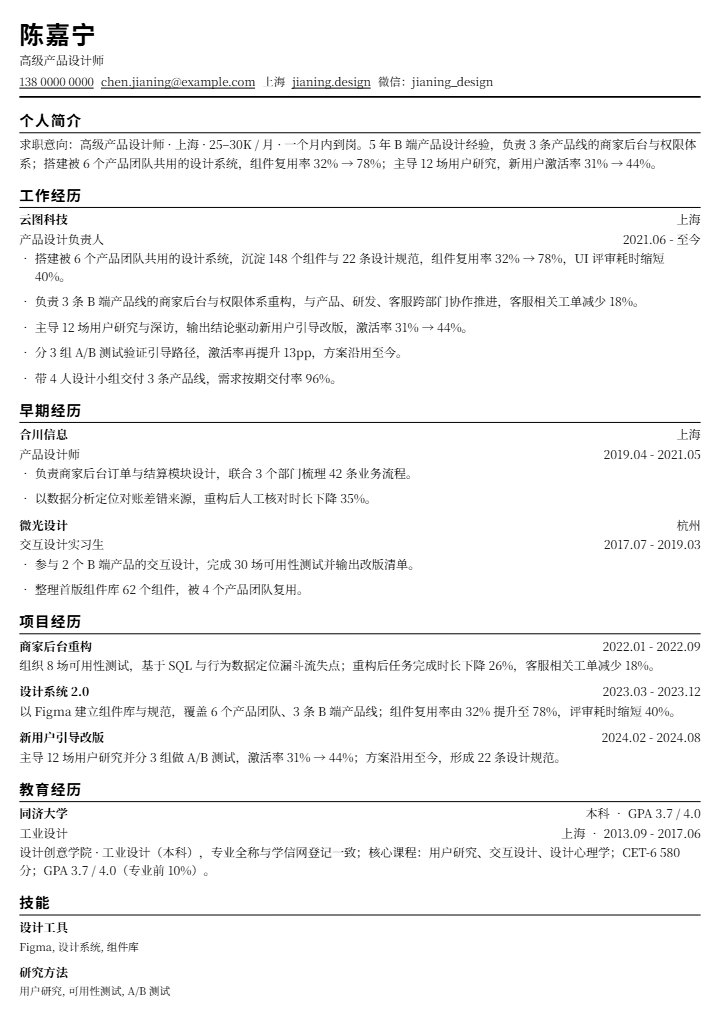 陈嘉宁
高级产品设计师
138 0000 0000 chen.jianing@example.com 上海 jianing.design 微信：jianing_design
个人简介
求职意向：高级产品设计师 · 上海 · 25–30K / 月 · 一个月内到岗。5 年 B 端产品设计经验，负责 3 条产品线的商家后台与权限体
系；搭建被 6 个产品团队共用的设计系统，组件复用率 32% → 78%；主导 12 场用户研究，新用户激活率 31% → 44%。
工作经历
云图科技 上海
产品设计负责人 2021.06 - 至今
· 搭建被 6 个产品团队共用的设计系统，沉淀 148 个组件与 22 条设计规范，组件复用率 32% → 78%，UI 评审耗时缩短
40%。
· 负责 3 条 B 端产品线的商家后台与权限体系重构，与产品、研发、客服跨部门协作推进，客服相关工单减少 18%。
· 主导 12 场用户研究与深访，输出结论驱动新用户引导改版，激活率 31% → 44%。
· 分 3 组 A/B 测试验证引导路径，激活率再提升 13pp，方案沿用至今。
· 带 4 人设计小组交付 3 条产品线，需求按期交付率 96%。
早期经历
合川信息 上海
产品设计师 2019.04 - 2021.05
· 负责商家后台订单与结算模块设计，联合 3 个部门梳理 42 条业务流程。
· 以数据分析定位对账差错来源，重构后人工核对时长下降 35%。
微光设计 杭州
交互设计实习生 2017.07 - 2019.03
· 参与 2 个 B 端产品的交互设计，完成 30 场可用性测试并输出改版清单。
· 整理首版组件库 62 个组件，被 4 个产品团队复用。
项目经历
商家后台重构 2022.01 - 2022.09
组织 8 场可用性测试，基于 SQL 与行为数据定位漏斗流失点；重构后任务完成时长下降 26%，客服相关工单减少 18%。
设计系统 2.0 2023.03 - 2023.12
以 Figma 建立组件库与规范，覆盖 6 个产品团队、3 条 B 端产品线；组件复用率由 32% 提升至 78%，评审耗时缩短 40%。
新用户引导改版 2024.02 - 2024.08
主导 12 场用户研究并分 3 组做 A/B 测试，激活率 31% → 44%；方案沿用至今，形成 22 条设计规范。
教育经历
同济大学 本科 · GPA 3.7 / 4.0
工业设计 上海 · 2013.09 - 2017.06
设计创意学院 · 工业设计（本科），专业全称与学信网登记一致；核心课程：用户研究、交互设计、设计心理学；CET-6 580
分；GPA 3.7 / 4.0（专业前 10%）。
技能
设计工具
Figma, 设计系统, 组件库
研究方法
用户研究, 可用性测试, A/B 测试